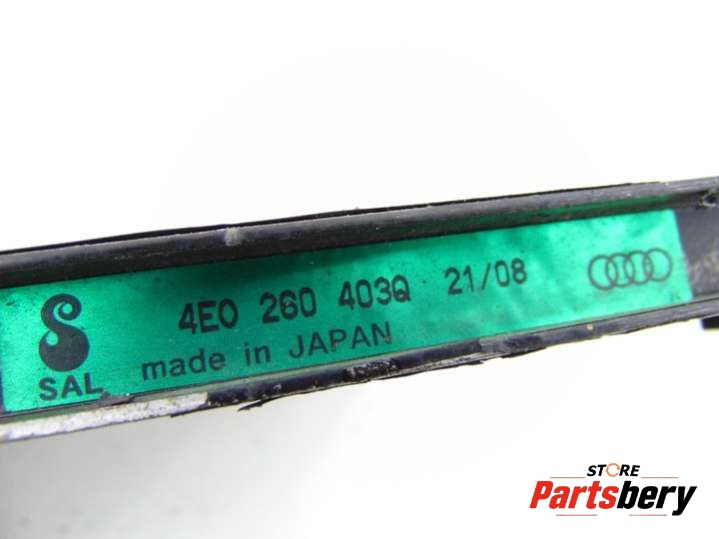 4E0 260 403Q 21/08
SAL made in JAPAN
STORE
Partsbery